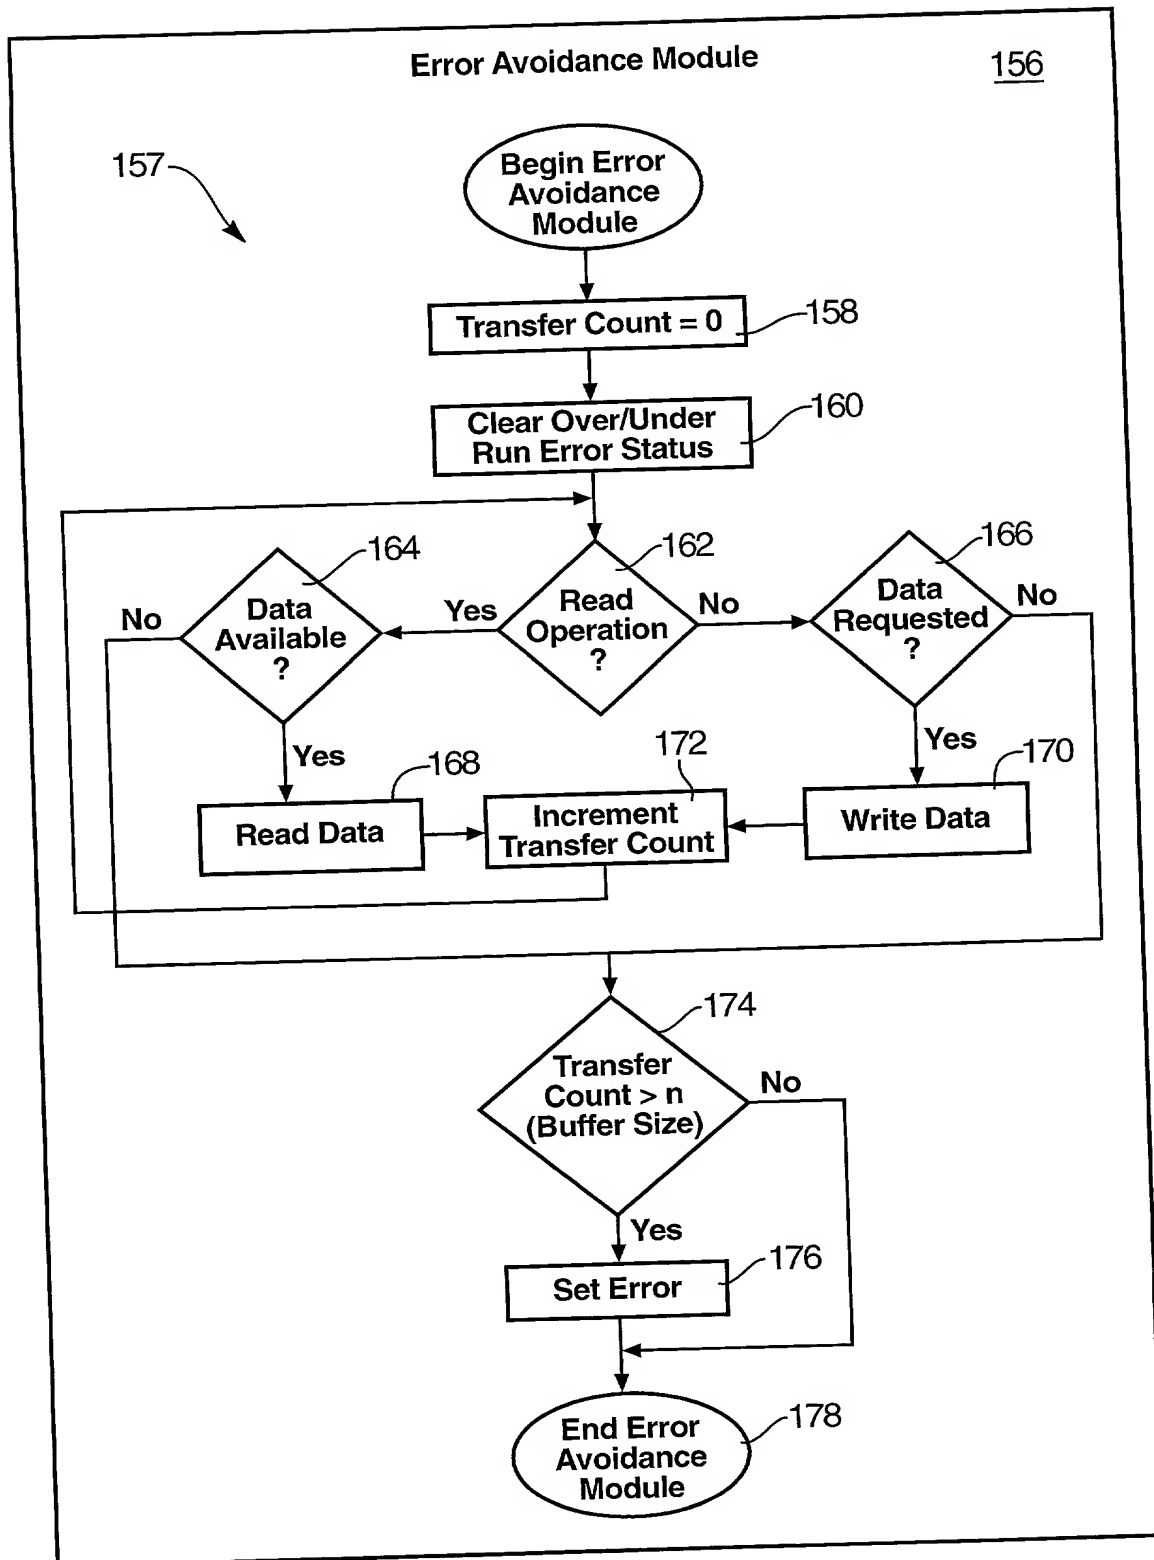 Error Avoidance Module
156
157
Begin Error
Avoidance
Module
Transfer Count = 0
158
Clear Over/Under
Run Error Status
160
164
162
166
No
Data
Available
?
Yes
Read
Operation
?
No
Data
Requested
?
No
Yes
168
172
Yes
170
Read Data
Increment
Transfer Count
Write Data
174
Transfer
Count > n
(Buffer Size)
No
Yes
Set Error
176
End Error
Avoidance
Module
178